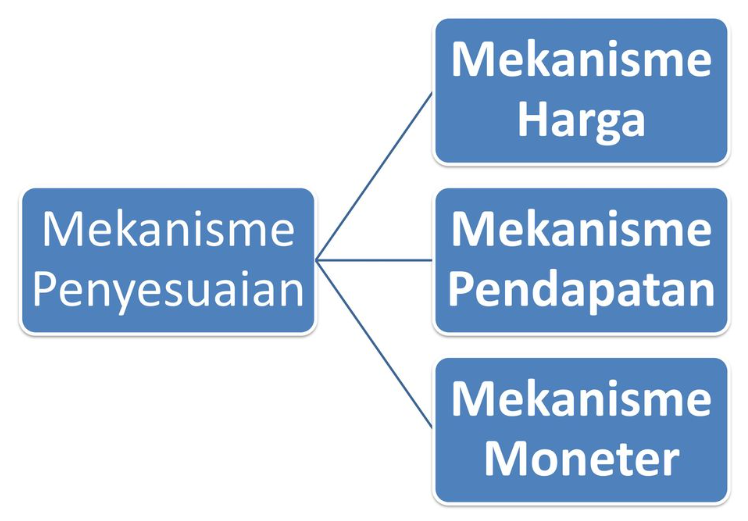 Mekanisme
Penyesuaian
Mekanisme
Harga
Mekanisme
Pendapatan
Mekanisme
Moneter